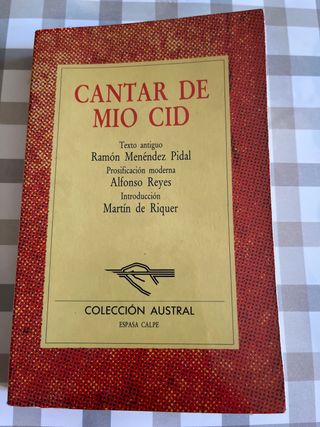 CANTAR DE
MIO CID
Texto antiguo
Ramón Menéndez Pidal
Prosificación moderna
Alfonso Reyes
Introducción
Martín de Riquer
COLECCIÓN AUSTRAL
ESPASA CALPE